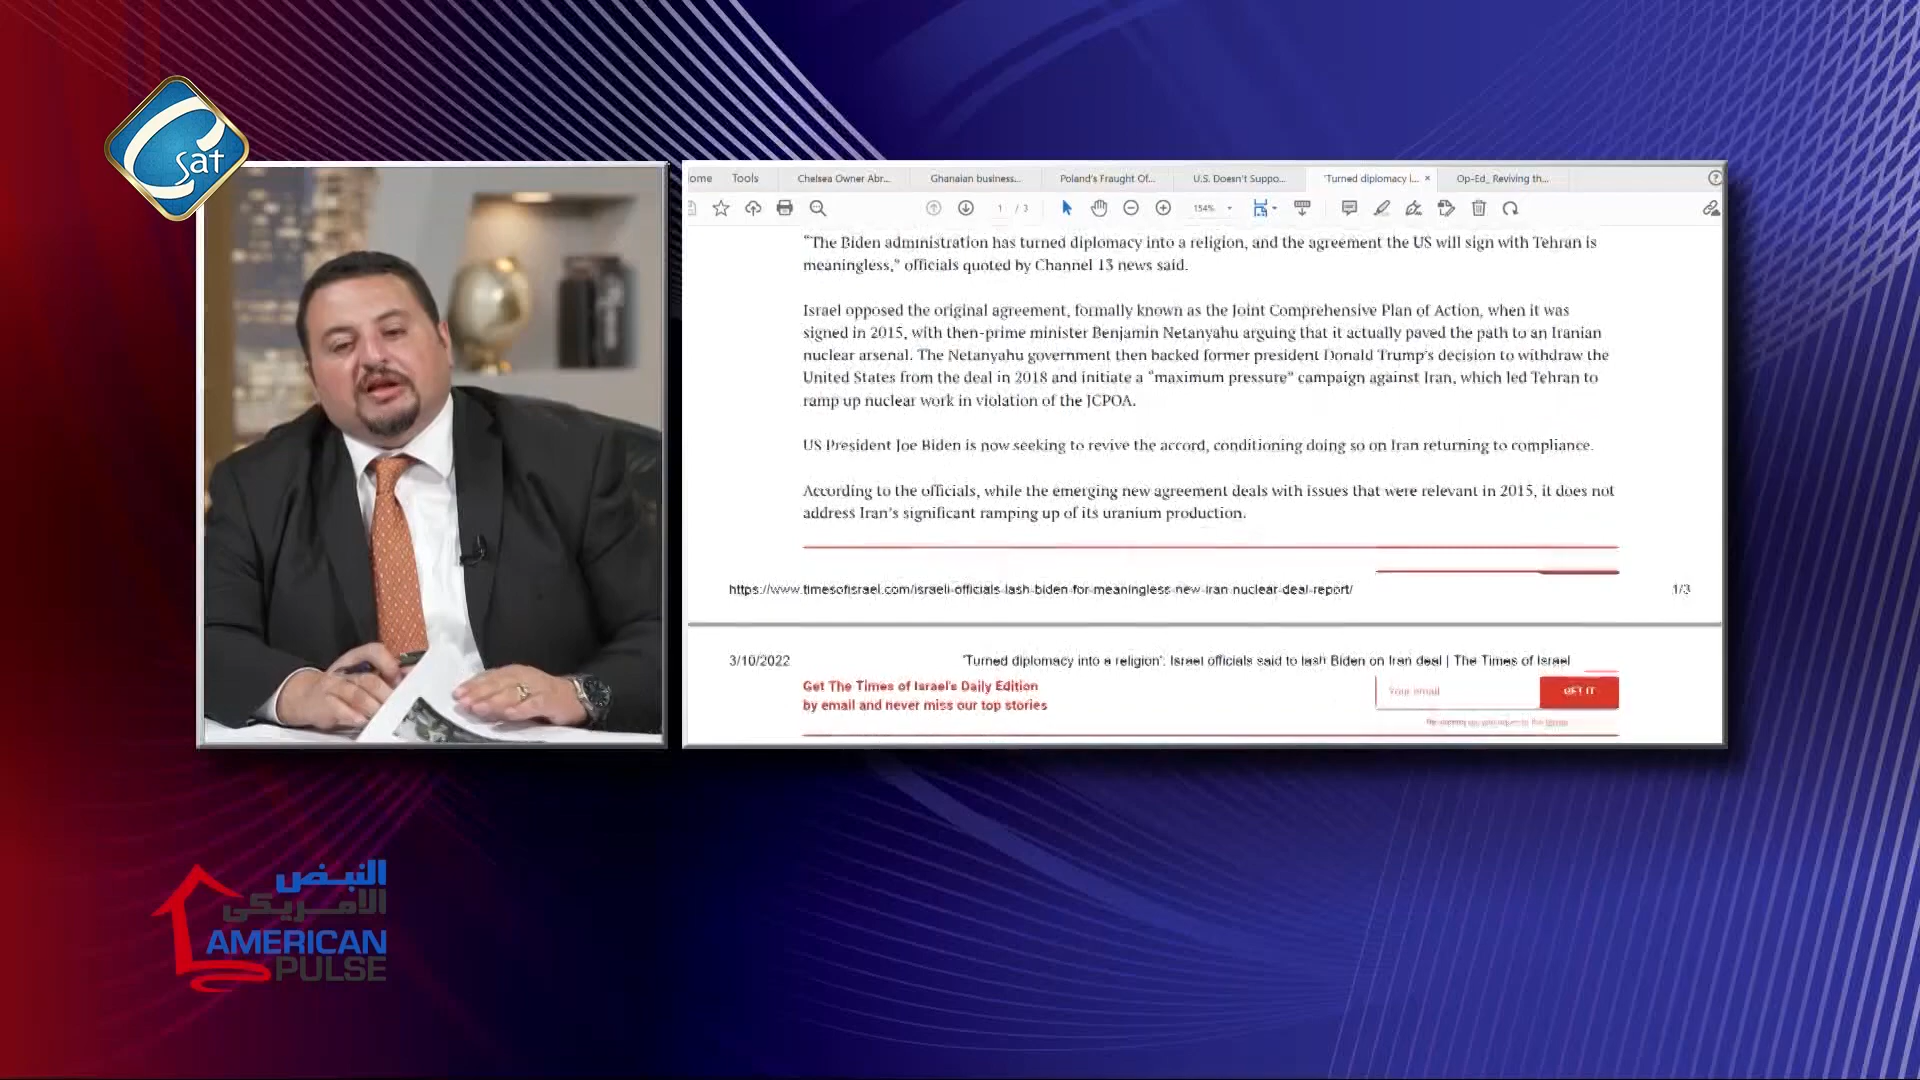 Csat
ome Tools Chelsea Owner Abr... Ghanaian business... Poland's Fraught Of... U.S. Doesn't Suppo... 'Turned diplomacy i... × Op-Ed_ Reviving th...
1 / 3 154%
“The Biden administration has turned diplomacy into a religion, and the agreement the US will sign with Tehran is
meaningless,” officials quoted by Channel 13 news said.
Israel opposed the original agreement, formally known as the Joint Comprehensive Plan of Action, when it was
signed in 2015, with then-prime minister Benjamin Netanyahu arguing that it actually paved the path to an Iranian
nuclear arsenal. The Netanyahu government then backed former president Donald Trump’s decision to withdraw the
United States from the deal in 2018 and initiate a “maximum pressure” campaign against Iran, which led Tehran to
ramp up nuclear work in violation of the JCPOA.
US President Joe Biden is now seeking to revive the accord, conditioning doing so on Iran returning to compliance.
According to the officials, while the emerging new agreement deals with issues that were relevant in 2015, it does not
address Iran’s significant ramping up of its uranium production.
https://www.timesofisrael.com/israeli-officials-lash-biden-for-meaningless-new-iran-nuclear-deal-report/ 1/3
3/10/2022 'Turned diplomacy into a religion': Israel officials said to lash Biden on Iran deal | The Times of Israel
Get The Times of Israel's Daily Edition
by email and never miss our top stories
Your email GET IT
النبض
الامريكى
AMERICAN
PULSE